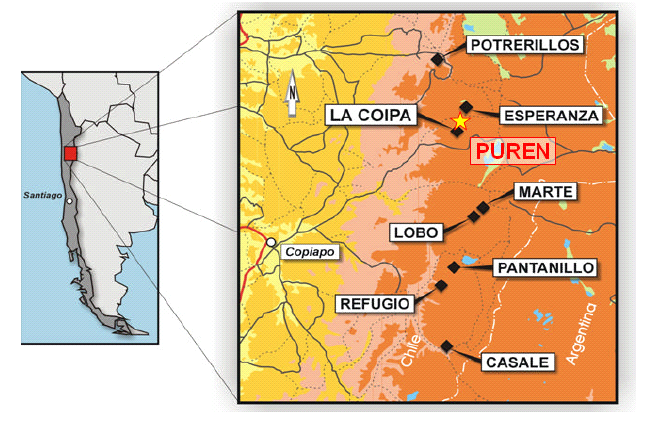 POTRERILLOS
N
LA COIPA
ESPERANZA
PUREN
Santiago
MARTE
LOBO
Copiapo
PANTANILLO
REFUGIO
Chile
Argentina
CASALE